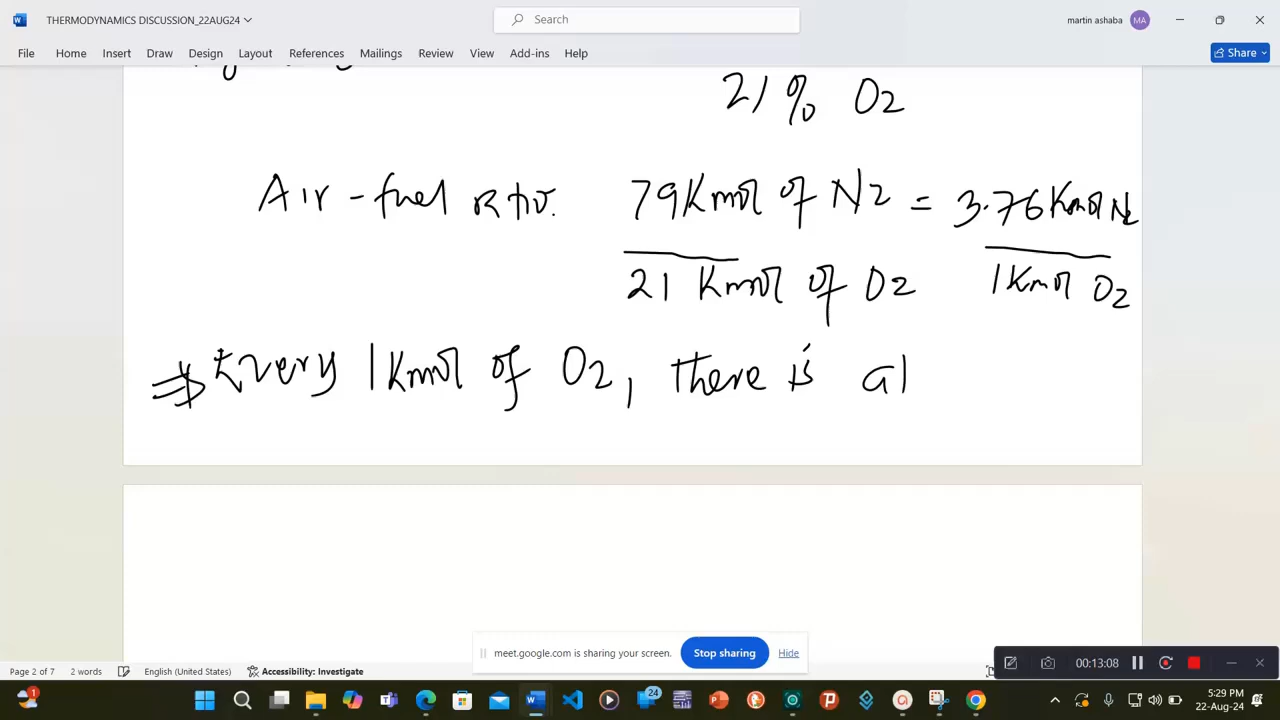 THERMODYNAMICS DISCUSSION_22AUG24
Search
martin ashaba
MA
File Home Insert Draw Design Layout References Mailings Review View Add-ins Help
Share
21% O2
Air-fuel ratio. 79Kmol of N2 = 3.76Kmol N2
21 Kmol of O2 1Kmol O2
⇒ Every 1Kmol of O2, there is al
meet.google.com is sharing your screen.
Stop sharing
Hide
Page 2 of 7 2 words English (United States) Accessibility: Investigate
00:13:08
1
24
5:29 PM
22-Aug-24